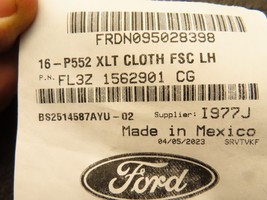 FRDN095028398
16-P552 XLT CLOTH FSC LH
P.N. FL3Z 1562901 CG
BS2514587AYU-02 Supplier: I977J
Made in Mexico
04/05/2023 SRVTVKF
Ford